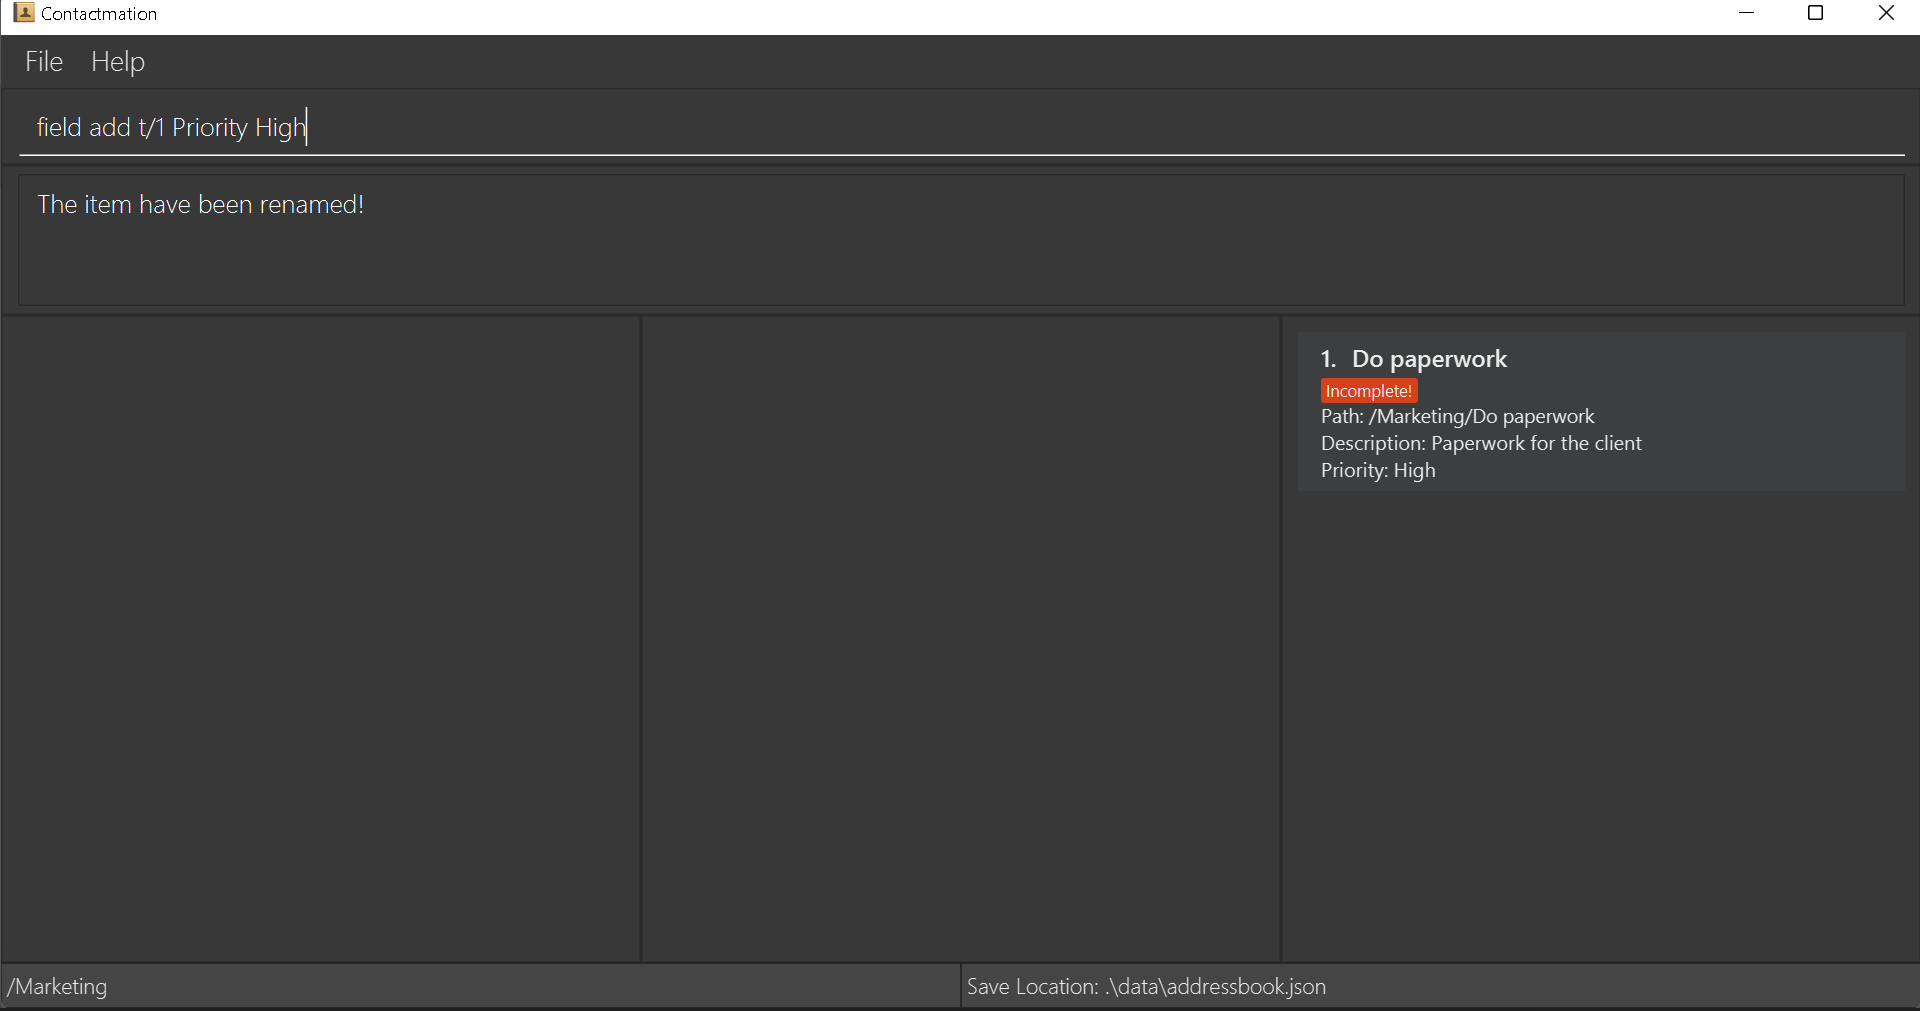 Contactmation
File Help
field add t/1 Priority High
The item have been renamed!
1. Do paperwork
Incomplete!
Path: /Marketing/Do paperwork
Description: Paperwork for the client
Priority: High
/Marketing
Save Location: .\data\addressbook.json